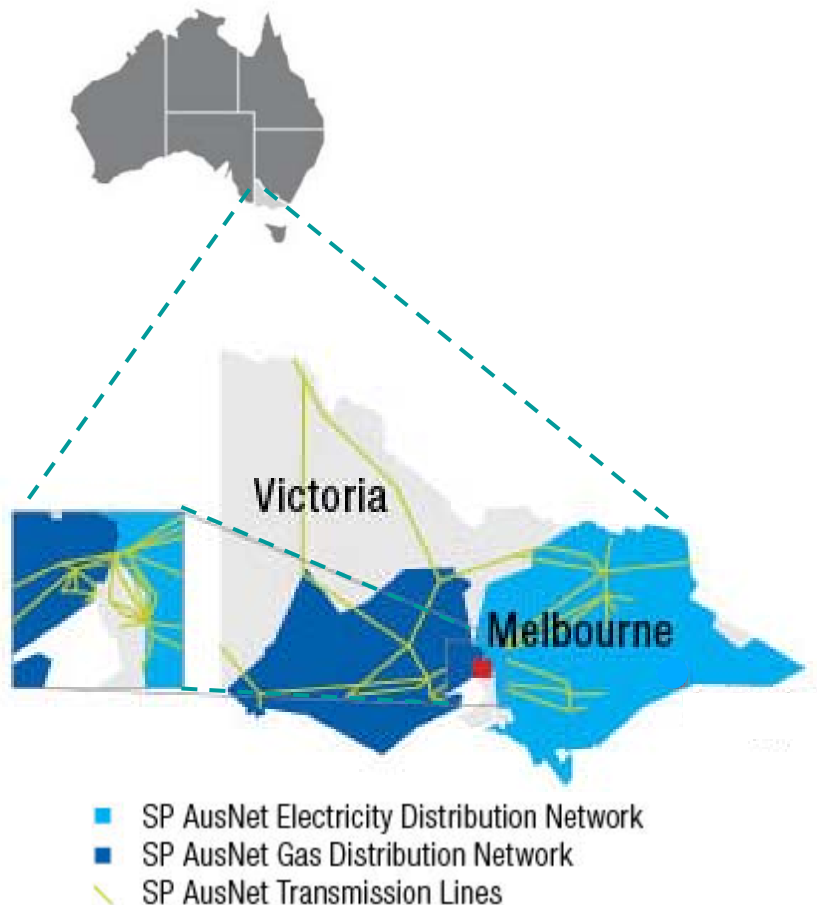 Victoria
Melbourne
SP AusNet Electricity Distribution Network
SP AusNet Gas Distribution Network
SP AusNet Transmission Lines